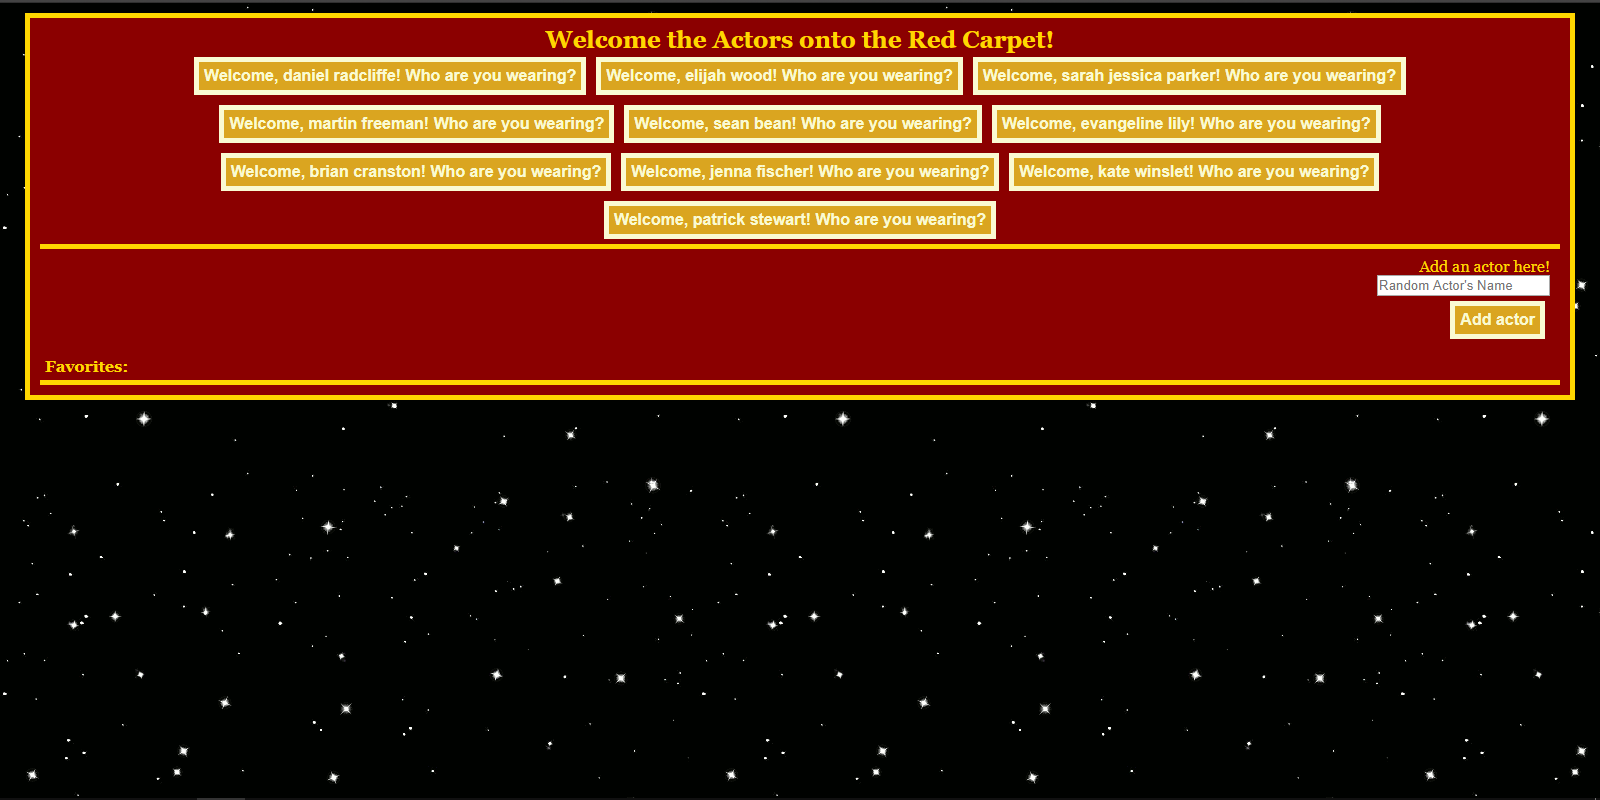 Welcome the Actors onto the Red Carpet!
Welcome, daniel radcliffe! Who are you wearing? Welcome, elijah wood! Who are you wearing? Welcome, sarah jessica parker! Who are you wearing?
Welcome, martin freeman! Who are you wearing? Welcome, sean bean! Who are you wearing? Welcome, evangeline lily! Who are you wearing?
Welcome, brian cranston! Who are you wearing? Welcome, jenna fischer! Who are you wearing? Welcome, kate winslet! Who are you wearing?
Welcome, patrick stewart! Who are you wearing?
Add an actor here!
Random Actor's Name
Add actor
Favorites: